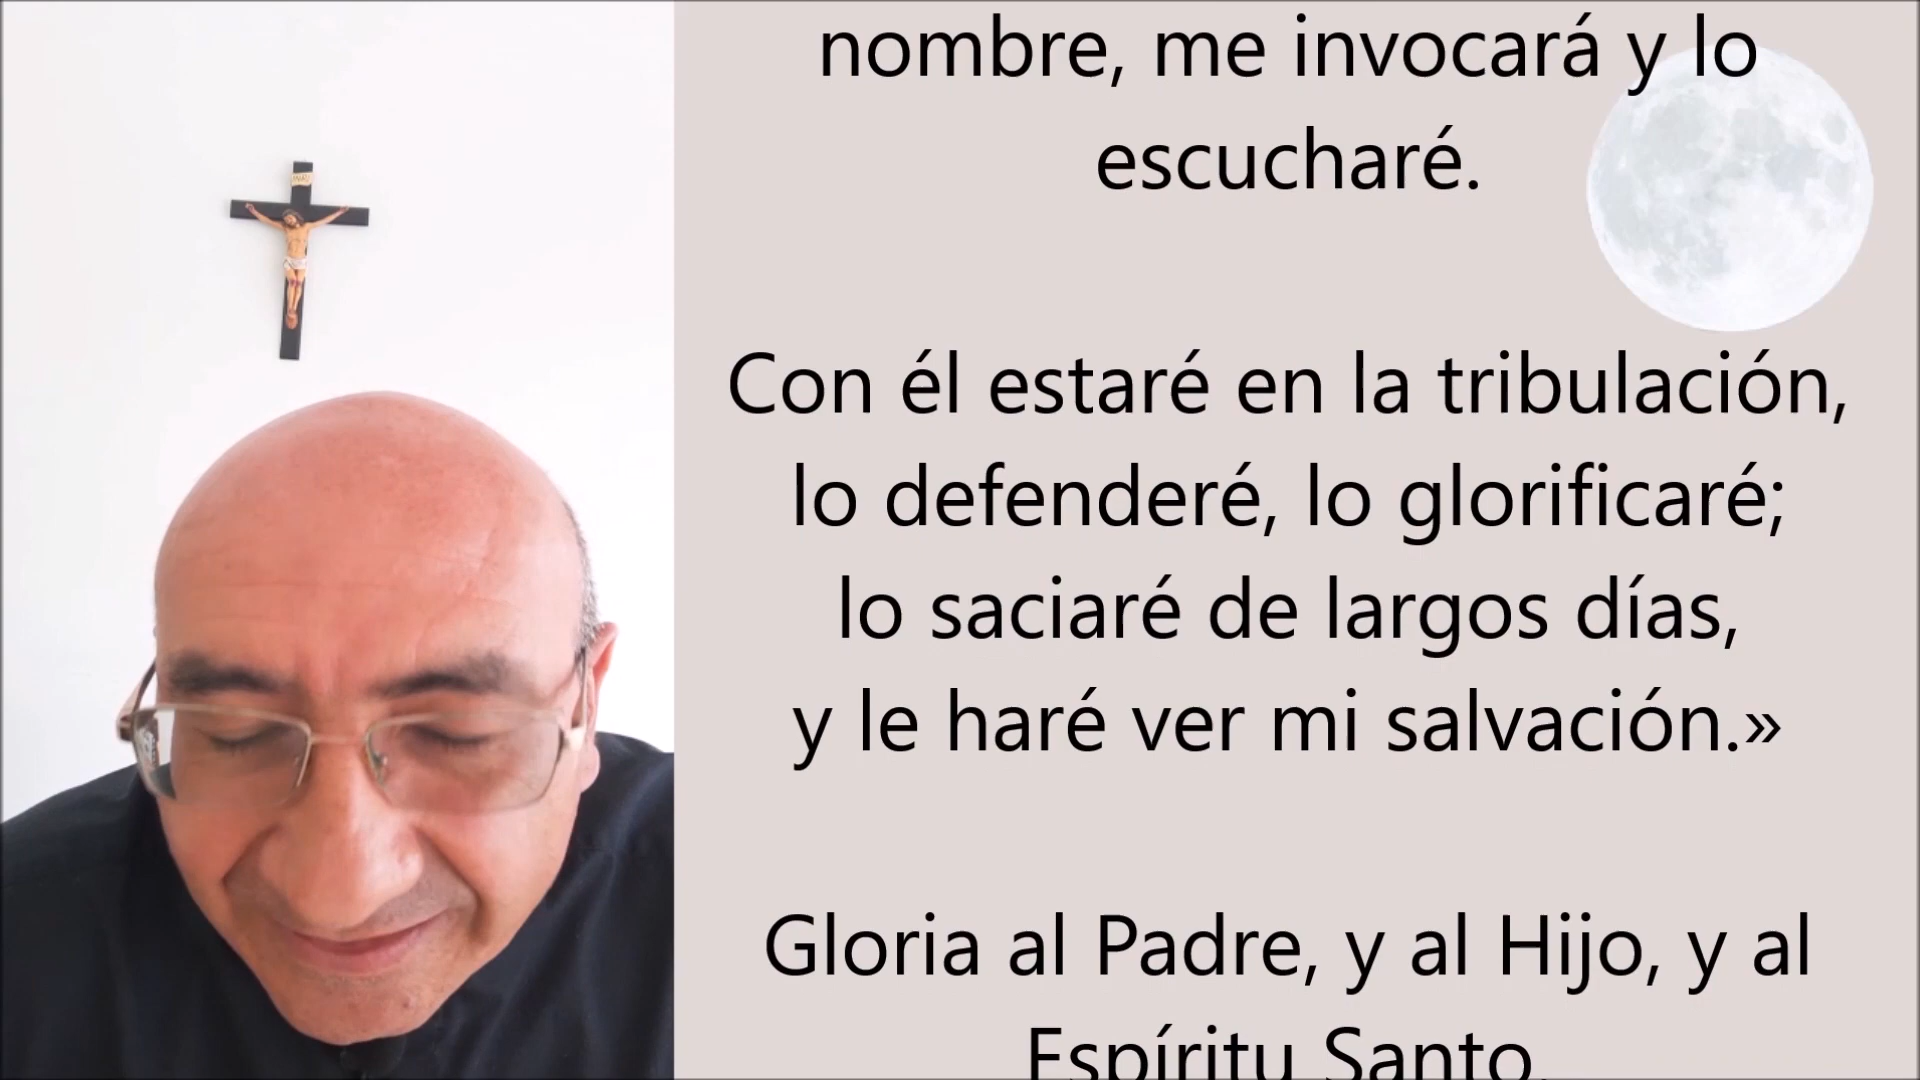 nombre, me invocará y lo
escucharé.
Con él estaré en la tribulación,
lo defenderé, lo glorificaré;
lo saciaré de largos días,
y le haré ver mi salvación.»
Gloria al Padre, y al Hijo, y al
Espíritu Santo.